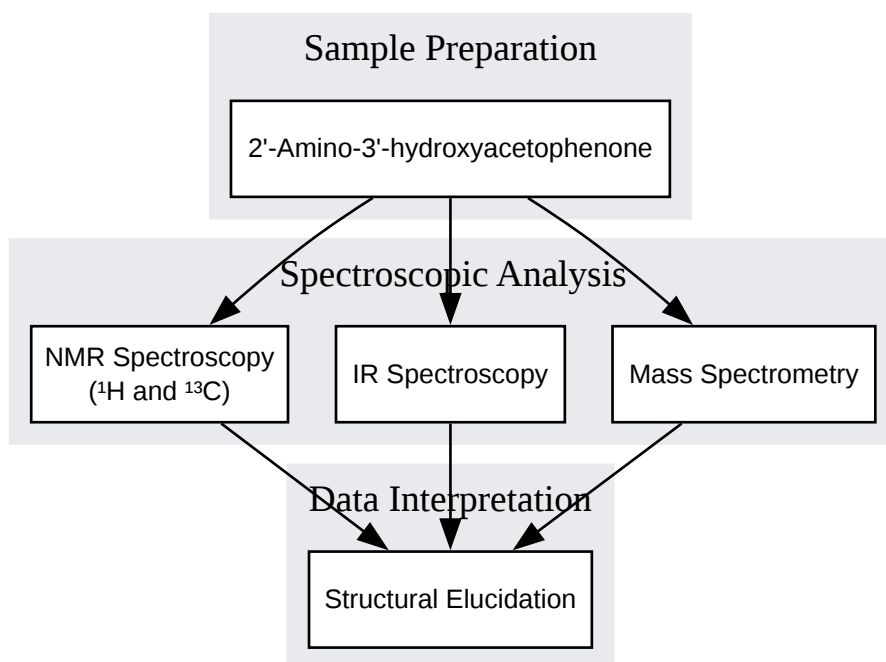 Sample Preparation
2'-Amino-3'-hydroxyacetophenone
Spectroscopic Analysis
NMR Spectroscopy
(¹H and ¹³C)
IR Spectroscopy
Mass Spectrometry
Data Interpretation
Structural Elucidation